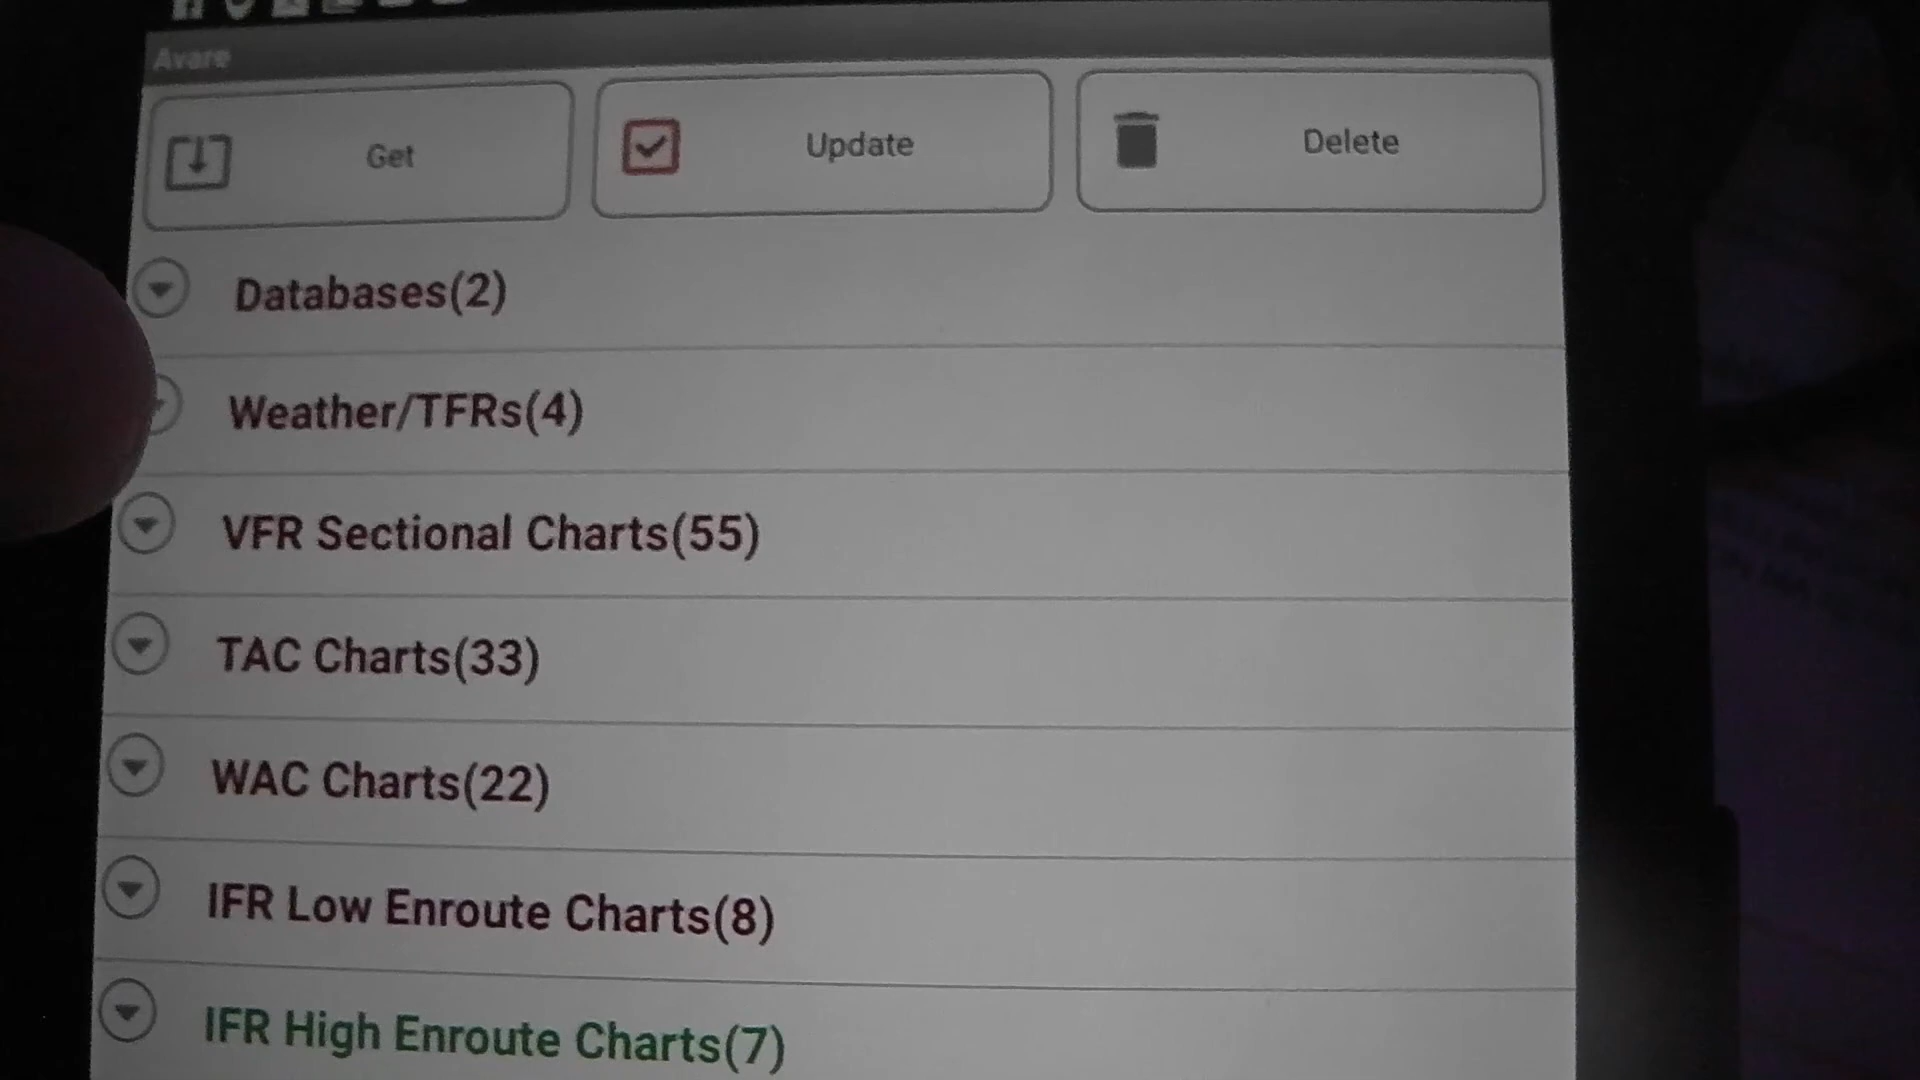 Avare
Get
Update
Delete
Databases(2)
Weather/TFRs(4)
VFR Sectional Charts(55)
TAC Charts(33)
WAC Charts(22)
IFR Low Enroute Charts(8)
IFR High Enroute Charts(7)